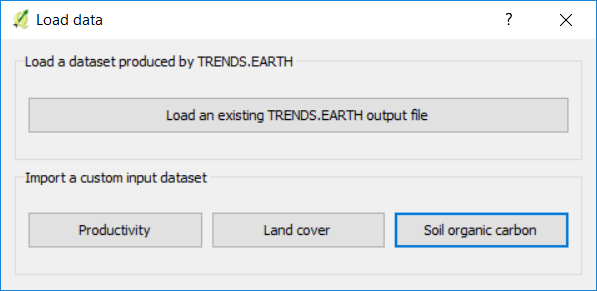 Load data
Load a dataset produced by TRENDS.EARTH
Load an existing TRENDS.EARTH output file
Import a custom input dataset
Productivity
Land cover
Soil organic carbon